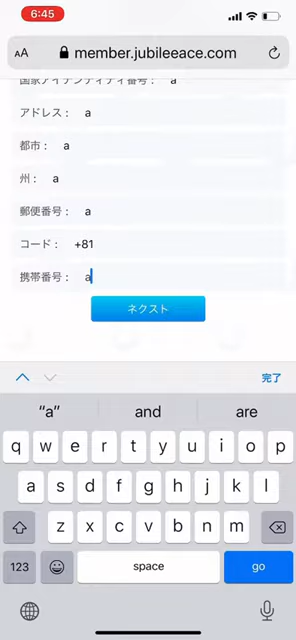 6:45
AA member.jubileeace.com
国家アイデンティティ番号： a
アドレス： a
都市： a
州： a
郵便番号： a
コード： +81
携帯番号： a
ネクスト
完了
“a” and are
q w e r t y u i o p
a s d f g h j k l
z x c v b n m
123 space go